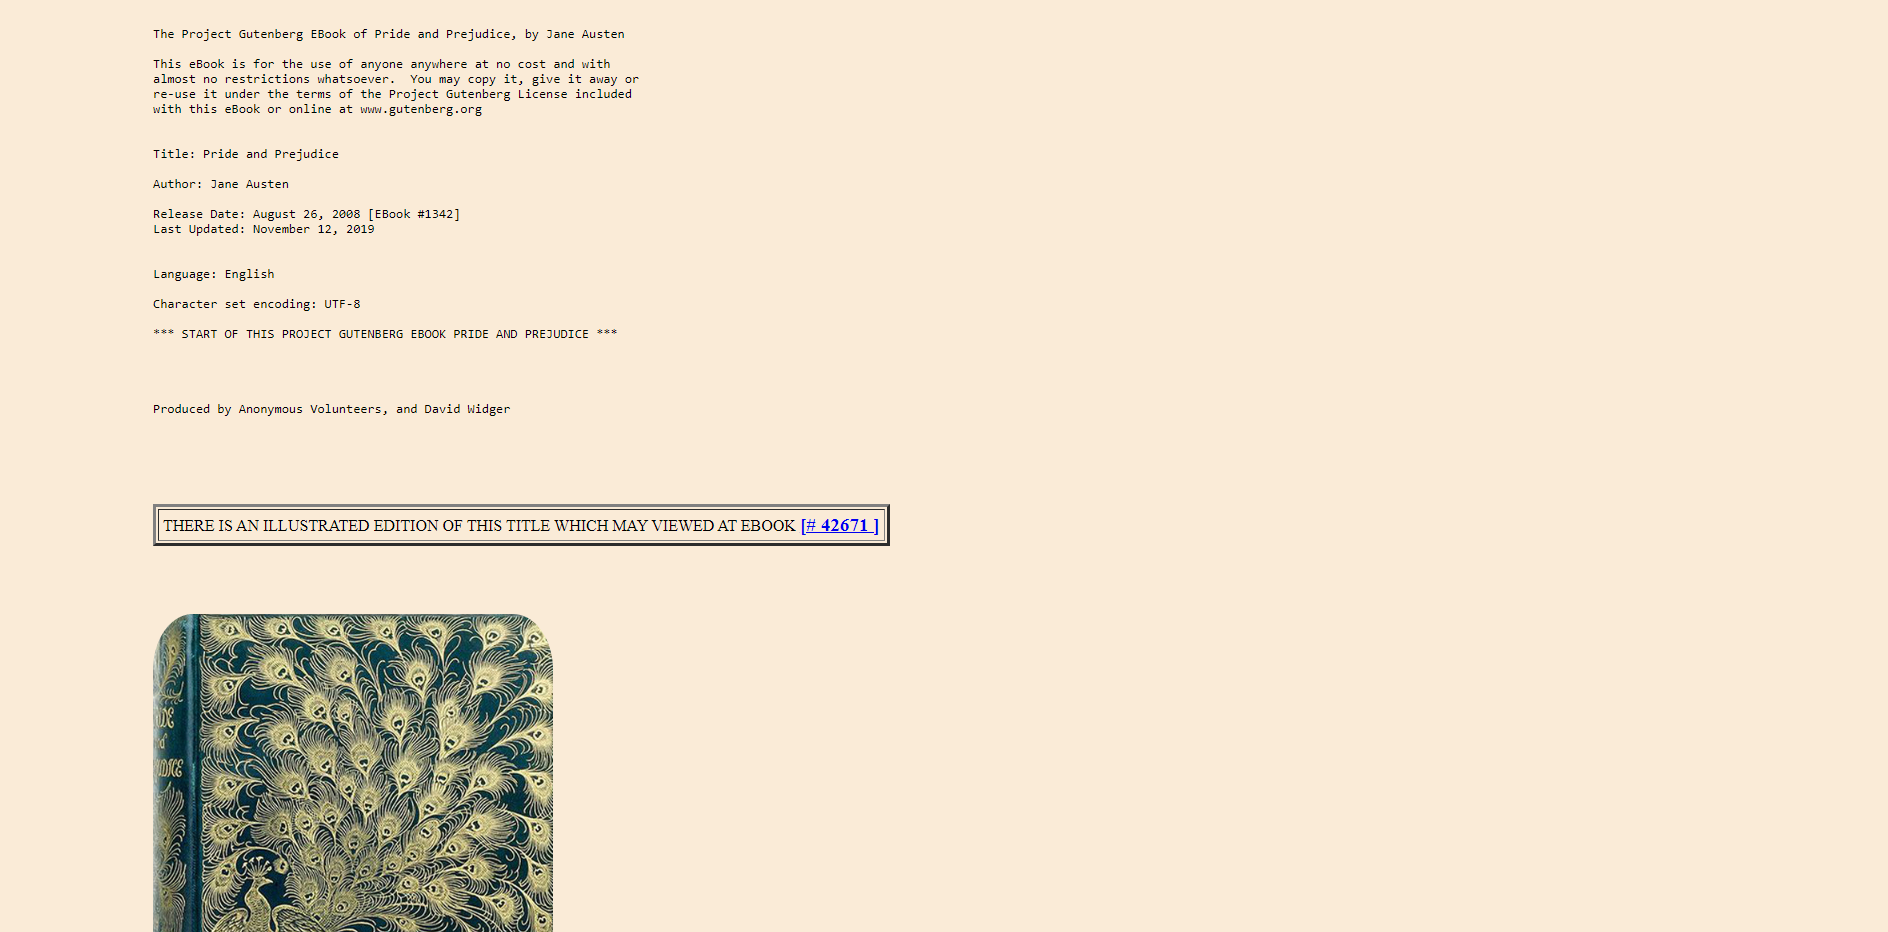 The Project Gutenberg EBook of Pride and Prejudice, by Jane Austen
This eBook is for the use of anyone anywhere at no cost and with
almost no restrictions whatsoever.  You may copy it, give it away or
re-use it under the terms of the Project Gutenberg License included
with this eBook or online at www.gutenberg.org
Title: Pride and Prejudice
Author: Jane Austen
Release Date: August 26, 2008 [EBook #1342]
Last Updated: November 12, 2019
Language: English
Character set encoding: UTF-8
*** START OF THIS PROJECT GUTENBERG EBOOK PRIDE AND PREJUDICE ***
Produced by Anonymous Volunteers, and David Widger
THERE IS AN ILLUSTRATED EDITION OF THIS TITLE WHICH MAY VIEWED AT EBOOK [# 42671 ]